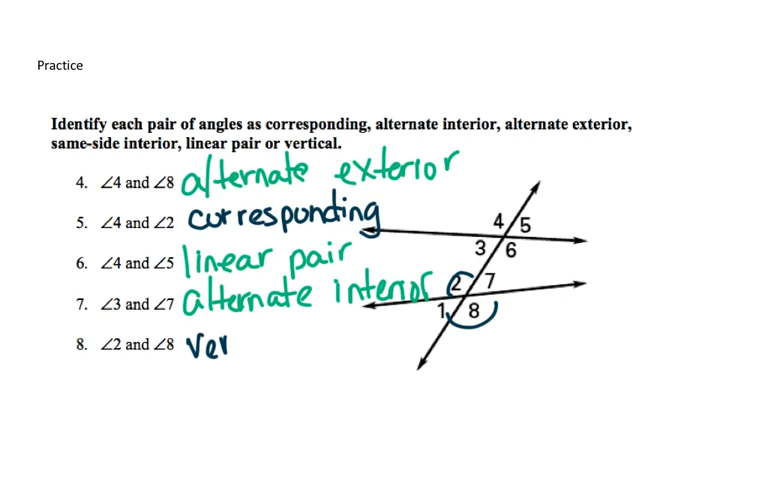 Practice
Identify each pair of angles as corresponding, alternate interior, alternate exterior,
same-side interior, linear pair or vertical.
4. ∠4 and ∠8 alternate exterior
5. ∠4 and ∠2 corresponding
6. ∠4 and ∠5 linear pair
7. ∠3 and ∠7 alternate interior
8. ∠2 and ∠8 ver
4 5
3 6
2 7
1 8